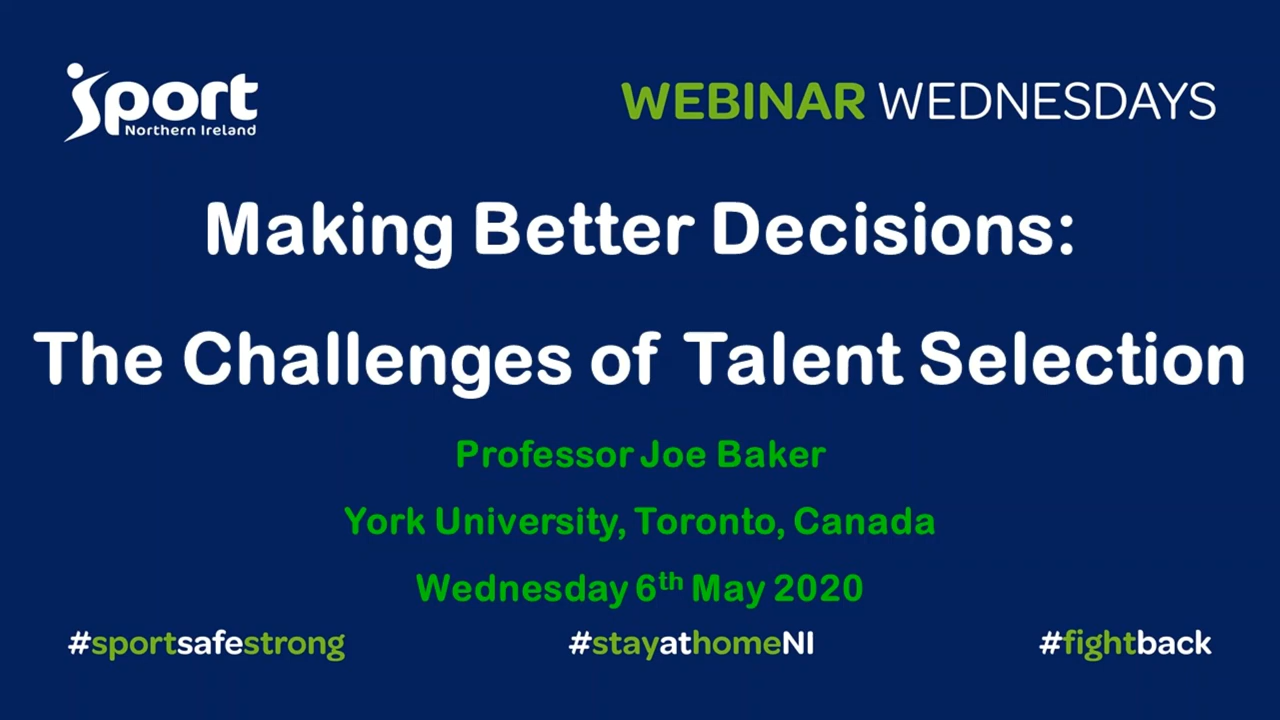 Sport
Northern Ireland
WEBINAR WEDNESDAYS
Making Better Decisions:
The Challenges of Talent Selection
Professor Joe Baker
York University, Toronto, Canada
Wednesday 6th May 2020
#sportsafestrong #stayathomeNI #fightback